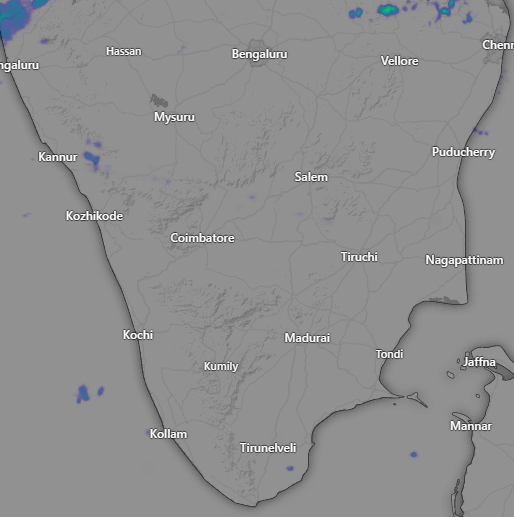 Hassan
Bengaluru
Chenn
ngaluru
Vellore
Mysuru
Kannur
Puducherry
Salem
Kozhikode
Coimbatore
Tiruchi
Nagapattinam
Kochi
Madurai
Tondi
Jaffna
Kumily
Mannar
Kollam
Tirunelveli